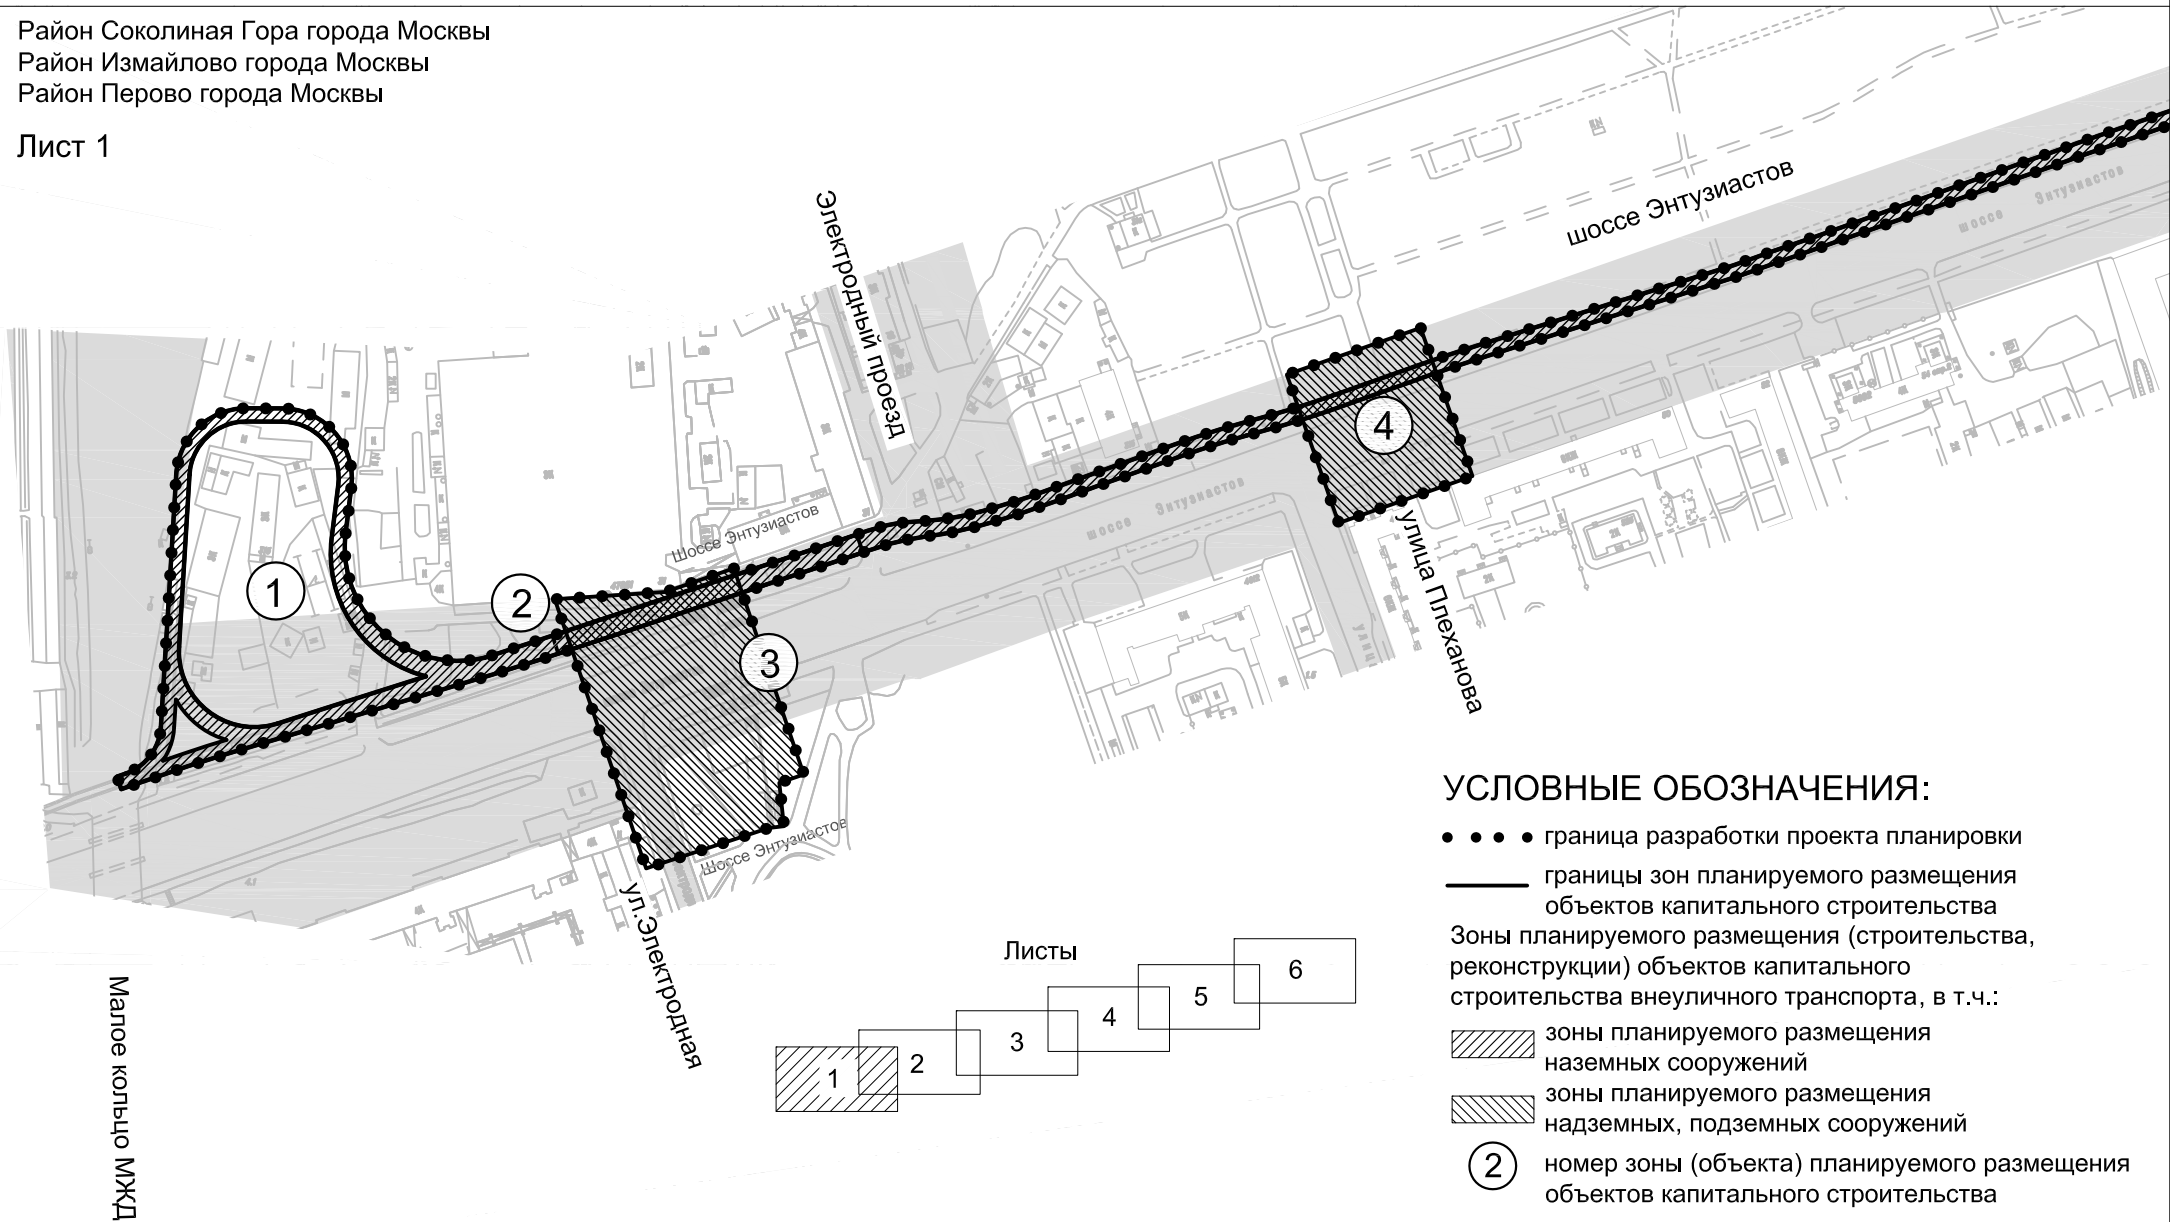 Район Соколиная Гора города Москвы
Район Измайлово города Москвы
Район Перово города Москвы
Лист 1
Электродный проезд
шоссе Энтузиастов
шоссе Энтузиастов
шоссе Энтузиастов
Шоссе Энтузиастов
1
2
3
4
улица Плеханова
улица
Шоссе Энтузиастов
ул.Электродная
Малое кольцо МЖД
Листы
1
2
3
4
5
6
УСЛОВНЫЕ ОБОЗНАЧЕНИЯ:
граница разработки проекта планировки
границы зон планируемого размещения
объектов капитального строительства
Зоны планируемого размещения (строительства,
реконструкции) объектов капитального
строительства внеуличного транспорта, в т.ч.:
зоны планируемого размещения
наземных сооружений
зоны планируемого размещения
надземных, подземных сооружений
2
номер зоны (объекта) планируемого размещения
объектов капитального строительства